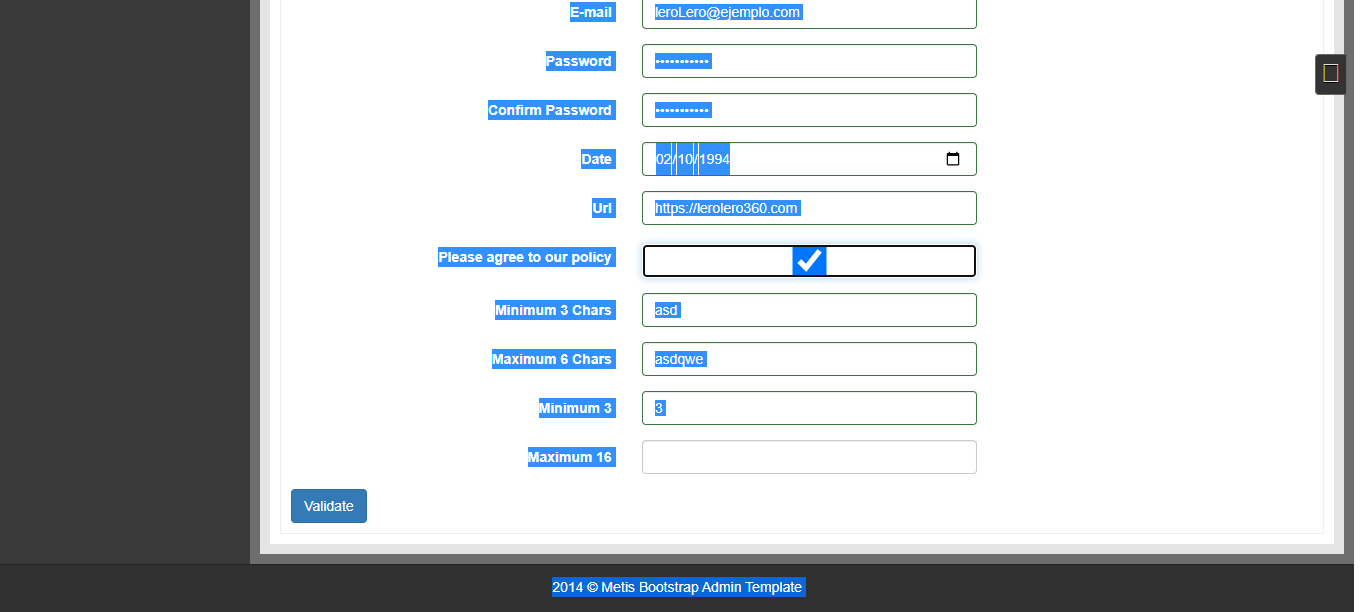 E-mail leroLero@ejemplo.com
Password •••••••••••
Confirm Password •••••••••••
Date 02/10/1994
Url https://lerolero360.com
Please agree to our policy
Minimum 3 Chars asd
Maximum 6 Chars asdqwe
Minimum 3 3
Maximum 16
Validate
2014 © Metis Bootstrap Admin Template